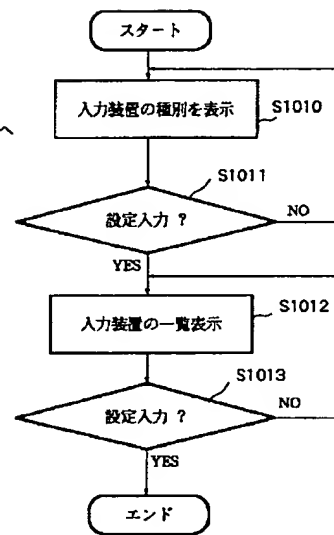 スタート
入力装置の種別を表示
S1010
へ
S1011
設定入力 ?
NO
YES
S1012
入力装置の一覧表示
S1013
設定入力 ?
NO
YES
エンド